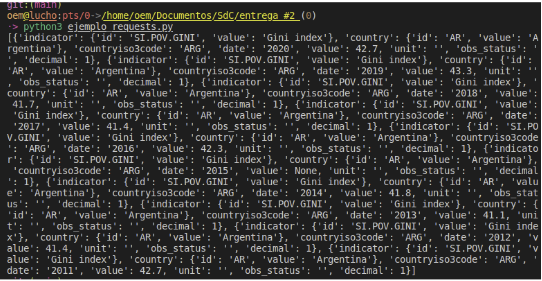 git:(main)
oem@lucho:pts/0->/home/oem/Documentos/SdC/entrega_#2_(0)
-> python3 ejemplo_requests.py
[{'indicator': {'id': 'SI.POV.GINI', 'value': 'Gini index'}, 'country': {'id': 'AR', 'value': 'A
rgentina'}, 'countryiso3code': 'ARG', 'date': '2020', 'value': 42.7, 'unit': '', 'obs_status': '
', 'decimal': 1}, {'indicator': {'id': 'SI.POV.GINI', 'value': 'Gini index'}, 'country': {'id':
'AR', 'value': 'Argentina'}, 'countryiso3code': 'ARG', 'date': '2019', 'value': 43.3, 'unit': ''
, 'obs_status': '', 'decimal': 1}, {'indicator': {'id': 'SI.POV.GINI', 'value': 'Gini index'}, '
country': {'id': 'AR', 'value': 'Argentina'}, 'countryiso3code': 'ARG', 'date': '2018', 'value':
 41.7, 'unit': '', 'obs_status': '', 'decimal': 1}, {'indicator': {'id': 'SI.POV.GINI', 'value':
 'Gini index'}, 'country': {'id': 'AR', 'value': 'Argentina'}, 'countryiso3code': 'ARG', 'date':
 '2017', 'value': 41.4, 'unit': '', 'obs_status': '', 'decimal': 1}, {'indicator': {'id': 'SI.PO
V.GINI', 'value': 'Gini index'}, 'country': {'id': 'AR', 'value': 'Argentina'}, 'countryiso3code
': 'ARG', 'date': '2016', 'value': 42.3, 'unit': '', 'obs_status': '', 'decimal': 1}, {'indicato
r': {'id': 'SI.POV.GINI', 'value': 'Gini index'}, 'country': {'id': 'AR', 'value': 'Argentina'},
 'countryiso3code': 'ARG', 'date': '2015', 'value': None, 'unit': '', 'obs_status': '', 'decimal
': 1}, {'indicator': {'id': 'SI.POV.GINI', 'value': 'Gini index'}, 'country': {'id': 'AR', 'valu
e': 'Argentina'}, 'countryiso3code': 'ARG', 'date': '2014', 'value': 41.8, 'unit': '', 'obs_stat
us': '', 'decimal': 1}, {'indicator': {'id': 'SI.POV.GINI', 'value': 'Gini index'}, 'country': {
'id': 'AR', 'value': 'Argentina'}, 'countryiso3code': 'ARG', 'date': '2013', 'value': 41.1, 'uni
t': '', 'obs_status': '', 'decimal': 1}, {'indicator': {'id': 'SI.POV.GINI', 'value': 'Gini inde
x'}, 'country': {'id': 'AR', 'value': 'Argentina'}, 'countryiso3code': 'ARG', 'date': '2012', 'v
alue': 41.4, 'unit': '', 'obs_status': '', 'decimal': 1}, {'indicator': {'id': 'SI.POV.GINI', 'v
alue': 'Gini index'}, 'country': {'id': 'AR', 'value': 'Argentina'}, 'countryiso3code': 'ARG', '
date': '2011', 'value': 42.7, 'unit': '', 'obs_status': '', 'decimal': 1}]